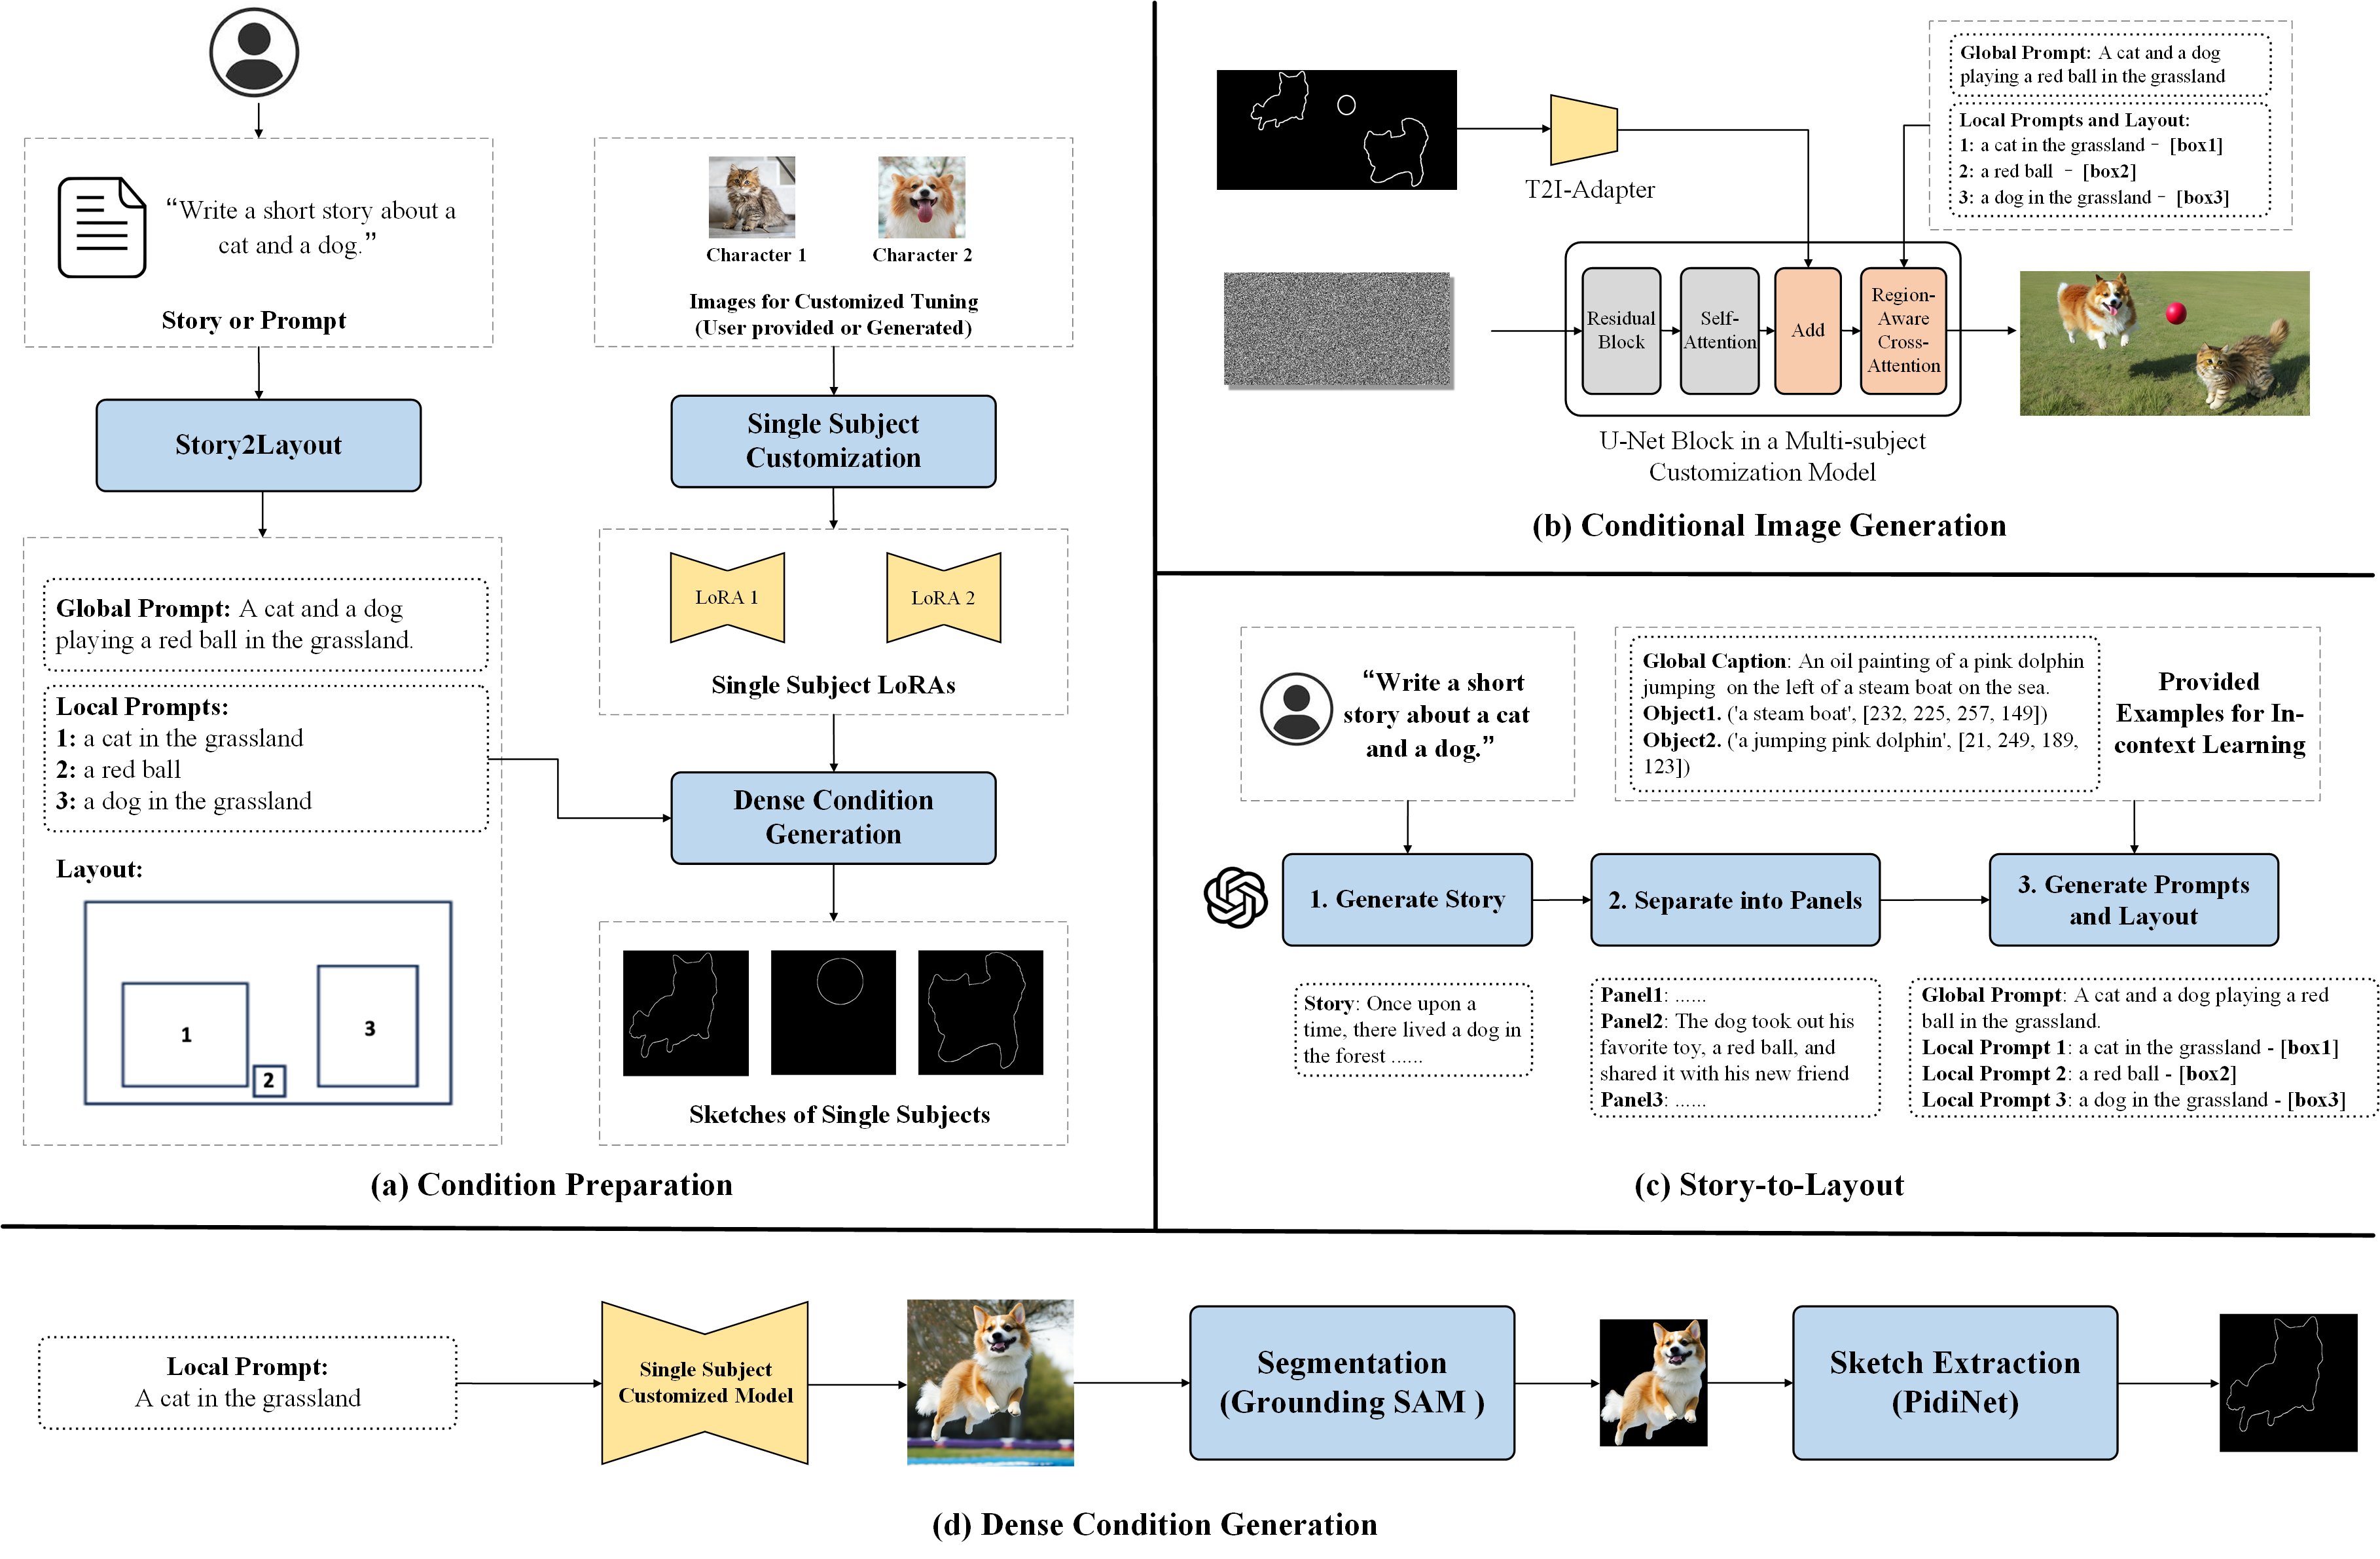 “Write a short story about a
cat and a dog.”
Story or Prompt
Story2Layout
Global Prompt: A cat and a dog
playing a red ball in the grassland.
Local Prompts:
1: a cat in the grassland
2: a red ball
3: a dog in the grassland
Layout:
1
2
3
Character 1
Character 2
Images for Customized Tuning
(User provided or Generated)
Single Subject
Customization
LoRA 1
LoRA 2
Single Subject LoRAs
Dense Condition
Generation
Sketches of Single Subjects
(a) Condition Preparation
T2I-Adapter
Global Prompt: A cat and a dog
playing a red ball in the grassland
Local Prompts and Layout:
1: a cat in the grassland - [box1]
2: a red ball - [box2]
3: a dog in the grassland - [box3]
Residual
Block
Self-
Attention
Add
Region-
Aware
Cross-
Attention
U-Net Block in a Multi-subject
Customization Model
(b) Conditional Image Generation
“Write a short
story about a cat
and a dog.”
Global Caption: An oil painting of a pink dolphin
jumping on the left of a steam boat on the sea.
Object1. ('a steam boat', [232, 225, 257, 149])
Object2. ('a jumping pink dolphin', [21, 249, 189,
123])
Provided
Examples for In-
context Learning
1. Generate Story
2. Separate into Panels
3. Generate Prompts
and Layout
Story: Once upon a
time, there lived a dog in
the forest ......
Panel1: ......
Panel2: The dog took out his
favorite toy, a red ball, and
shared it with his new friend
Panel3: ......
Global Prompt: A cat and a dog playing a red
ball in the grassland.
Local Prompt 1: a cat in the grassland - [box1]
Local Prompt 2: a red ball - [box2]
Local Prompt 3: a dog in the grassland - [box3]
(c) Story-to-Layout
Local Prompt:
A cat in the grassland
Single Subject
Customized Model
Segmentation
(Grounding SAM )
Sketch Extraction
(PidiNet)
(d) Dense Condition Generation